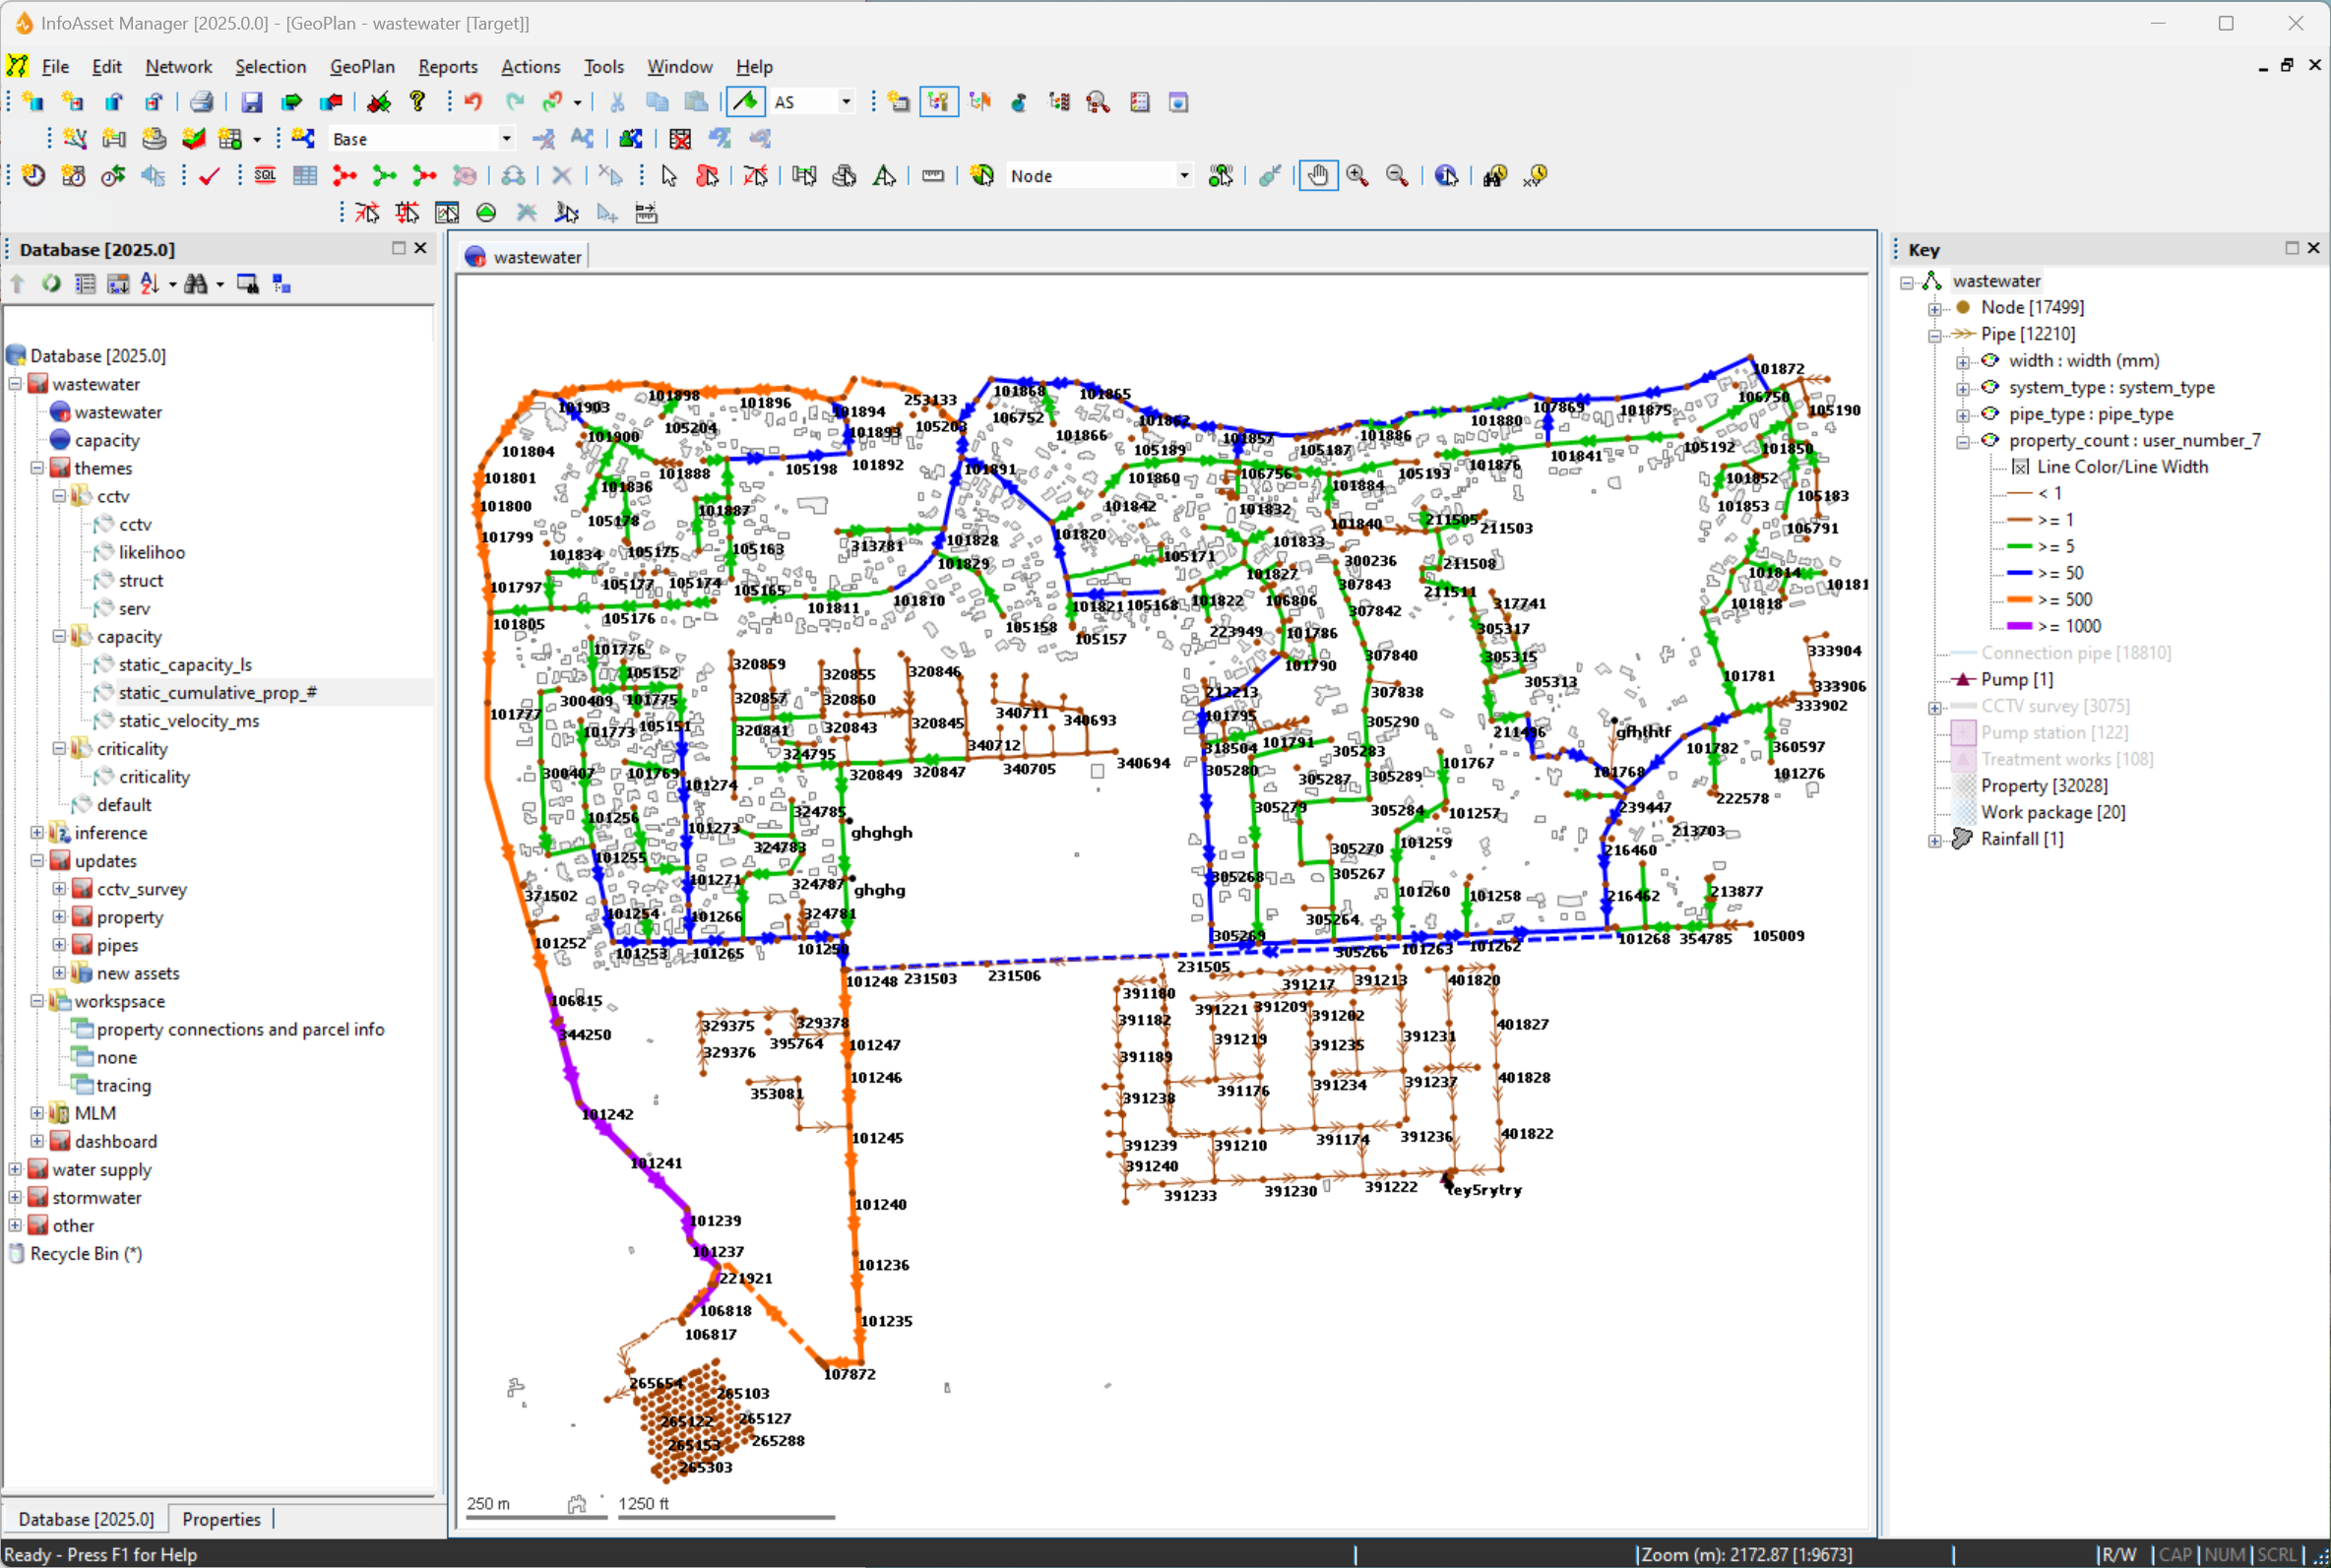 InfoAsset Manager [2025.0.0] - [GeoPlan - wastewater [Target]]
File Edit Network Selection GeoPlan Reports Actions Tools Window Help
AS
Base
SQL
Node
Database [2025.0]
Database [2025.0]
wastewater
wastewater
capacity
themes
cctv
cctv
likelihoo
struct
serv
capacity
static_capacity_ls
static_cumulative_prop_#
static_velocity_ms
criticality
criticality
default
inference
updates
cctv_survey
property
pipes
new assets
workspsace
property connections and parcel info
none
tracing
MLM
dashboard
water supply
stormwater
other
Recycle Bin (*)
Database [2025.0] Properties
wastewater
101872
101868 101865
101898 101896 253133 106750
101903 101894 106752 101862 107869 101875 105190
105204 101893 105203 101866 101857 101886 101880
101900 101804 101888 105198 101892 105189 105187 101841 105192 101850
101801 101836 101891 101860 106756 105193 101876
101800 105178 101887 101842 101832 101884 101852 105183
101799 101840 211505 211503 101853 106791
101834 105175 105163 313781 101828 101820 105171 101833
101797 105177 105174 101829 101827 300236 211508 101814 10181
101805 105176 105165 101811 101810 101821 105168 101822 106806 307843 211511 101818
105158 105157 223949 307842 317741
101776 101786 305317
105152 320859 320855 320846 101790 307840 305315 333904
300409 101775 320857 320860 212213 307838 305313 101781 333906
101777 101773 105151 320841 320843 320845 340711 340693 101795 305290 333902
324795 340712 318504 101791 305283 211496 gfhthtf 101782 360597
300407 101769 101274 320849 320847 340705 340694 305280 305287 305289 101767 101768 101276
101256 101273 324785 305279 305284 101257 239447 222578
ghghgh 213703
101255 324783 305270 101259 216460
101271 324787 ghghg 305268 305267
371502 101260 101258 216462 213877
101254 101266 324781 305264
101252 101253 101265 101250 305269 305266 101263 101262 101268 354785 105009
101248 231503 231506 231505
391180 391217 391213 401820
106815 391221 391209
344250 329375 329378 391182 391202 401827
329376 395764 101247 391189 391219 391235 391231
101246 391176 391234 391237 401828
353081 391238
101242 101245 391239 391210 391174 391236 401822
101241 391240
101240 391233 391230 391222 tey5rytry
101239
101237 101236
221921
106818 101235
106817
107872
265654 265103
265122 265127
265153 265288
265303
250 m 1250 ft
Key
wastewater
Node [17499]
Pipe [12210]
width : width (mm)
system_type : system_type
pipe_type : pipe_type
property_count : user_number_7
Line Color/Line Width
< 1
>= 1
>= 5
>= 50
>= 500
>= 1000
Connection pipe [18810]
Pump [1]
CCTV survey [3075]
Pump station [122]
Treatment works [108]
Property [32028]
Work package [20]
Rainfall [1]
Ready - Press F1 for Help
Zoom (m): 2172.87 [1:9673]
R/W CAP NUM SCRL